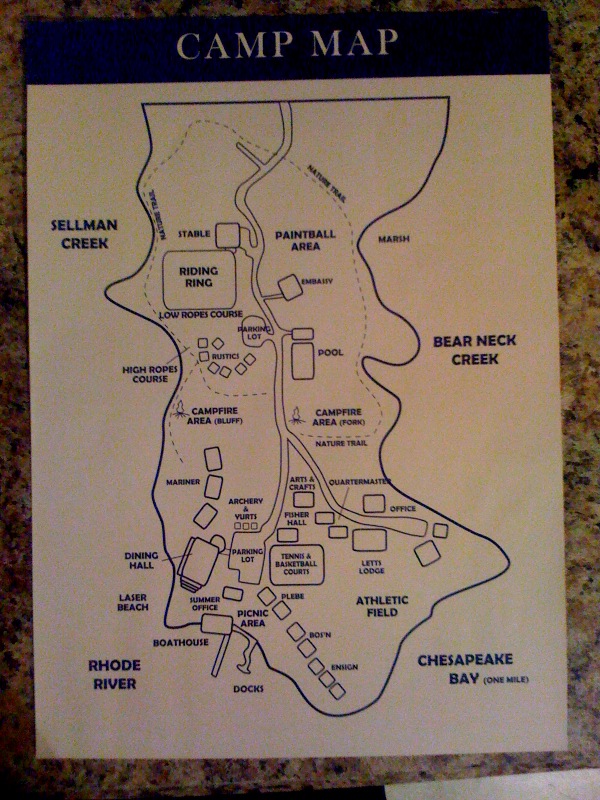 CAMP MAP
NATURE TRAIL
NATURE TRAIL
SELLMAN
CREEK
STABLE
PAINTBALL
AREA
MARSH
RIDING
RING
EMBASSY
LOW ROPES COURSE
PARKING
LOT
BEAR NECK
CREEK
RUSTICS
POOL
HIGH ROPES
COURSE
CAMPFIRE
AREA (BLUFF)
CAMPFIRE
AREA (FORK)
NATURE TRAIL
MARINER
ARTS &
CRAFTS
QUARTERMASTER
ARCHERY
&
YURTS
OFFICE
FISHER
HALL
DINING
HALL
PARKING
LOT
TENNIS &
BASKETBALL
COURTS
LETTS
LODGE
LASER
BEACH
SUMMER
OFFICE
PLEBE
ATHLETIC
FIELD
PICNIC
AREA
BOATHOUSE
BOS'N
RHODE
RIVER
ENSIGN
CHESAPEAKE
BAY (ONE MILE)
DOCKS